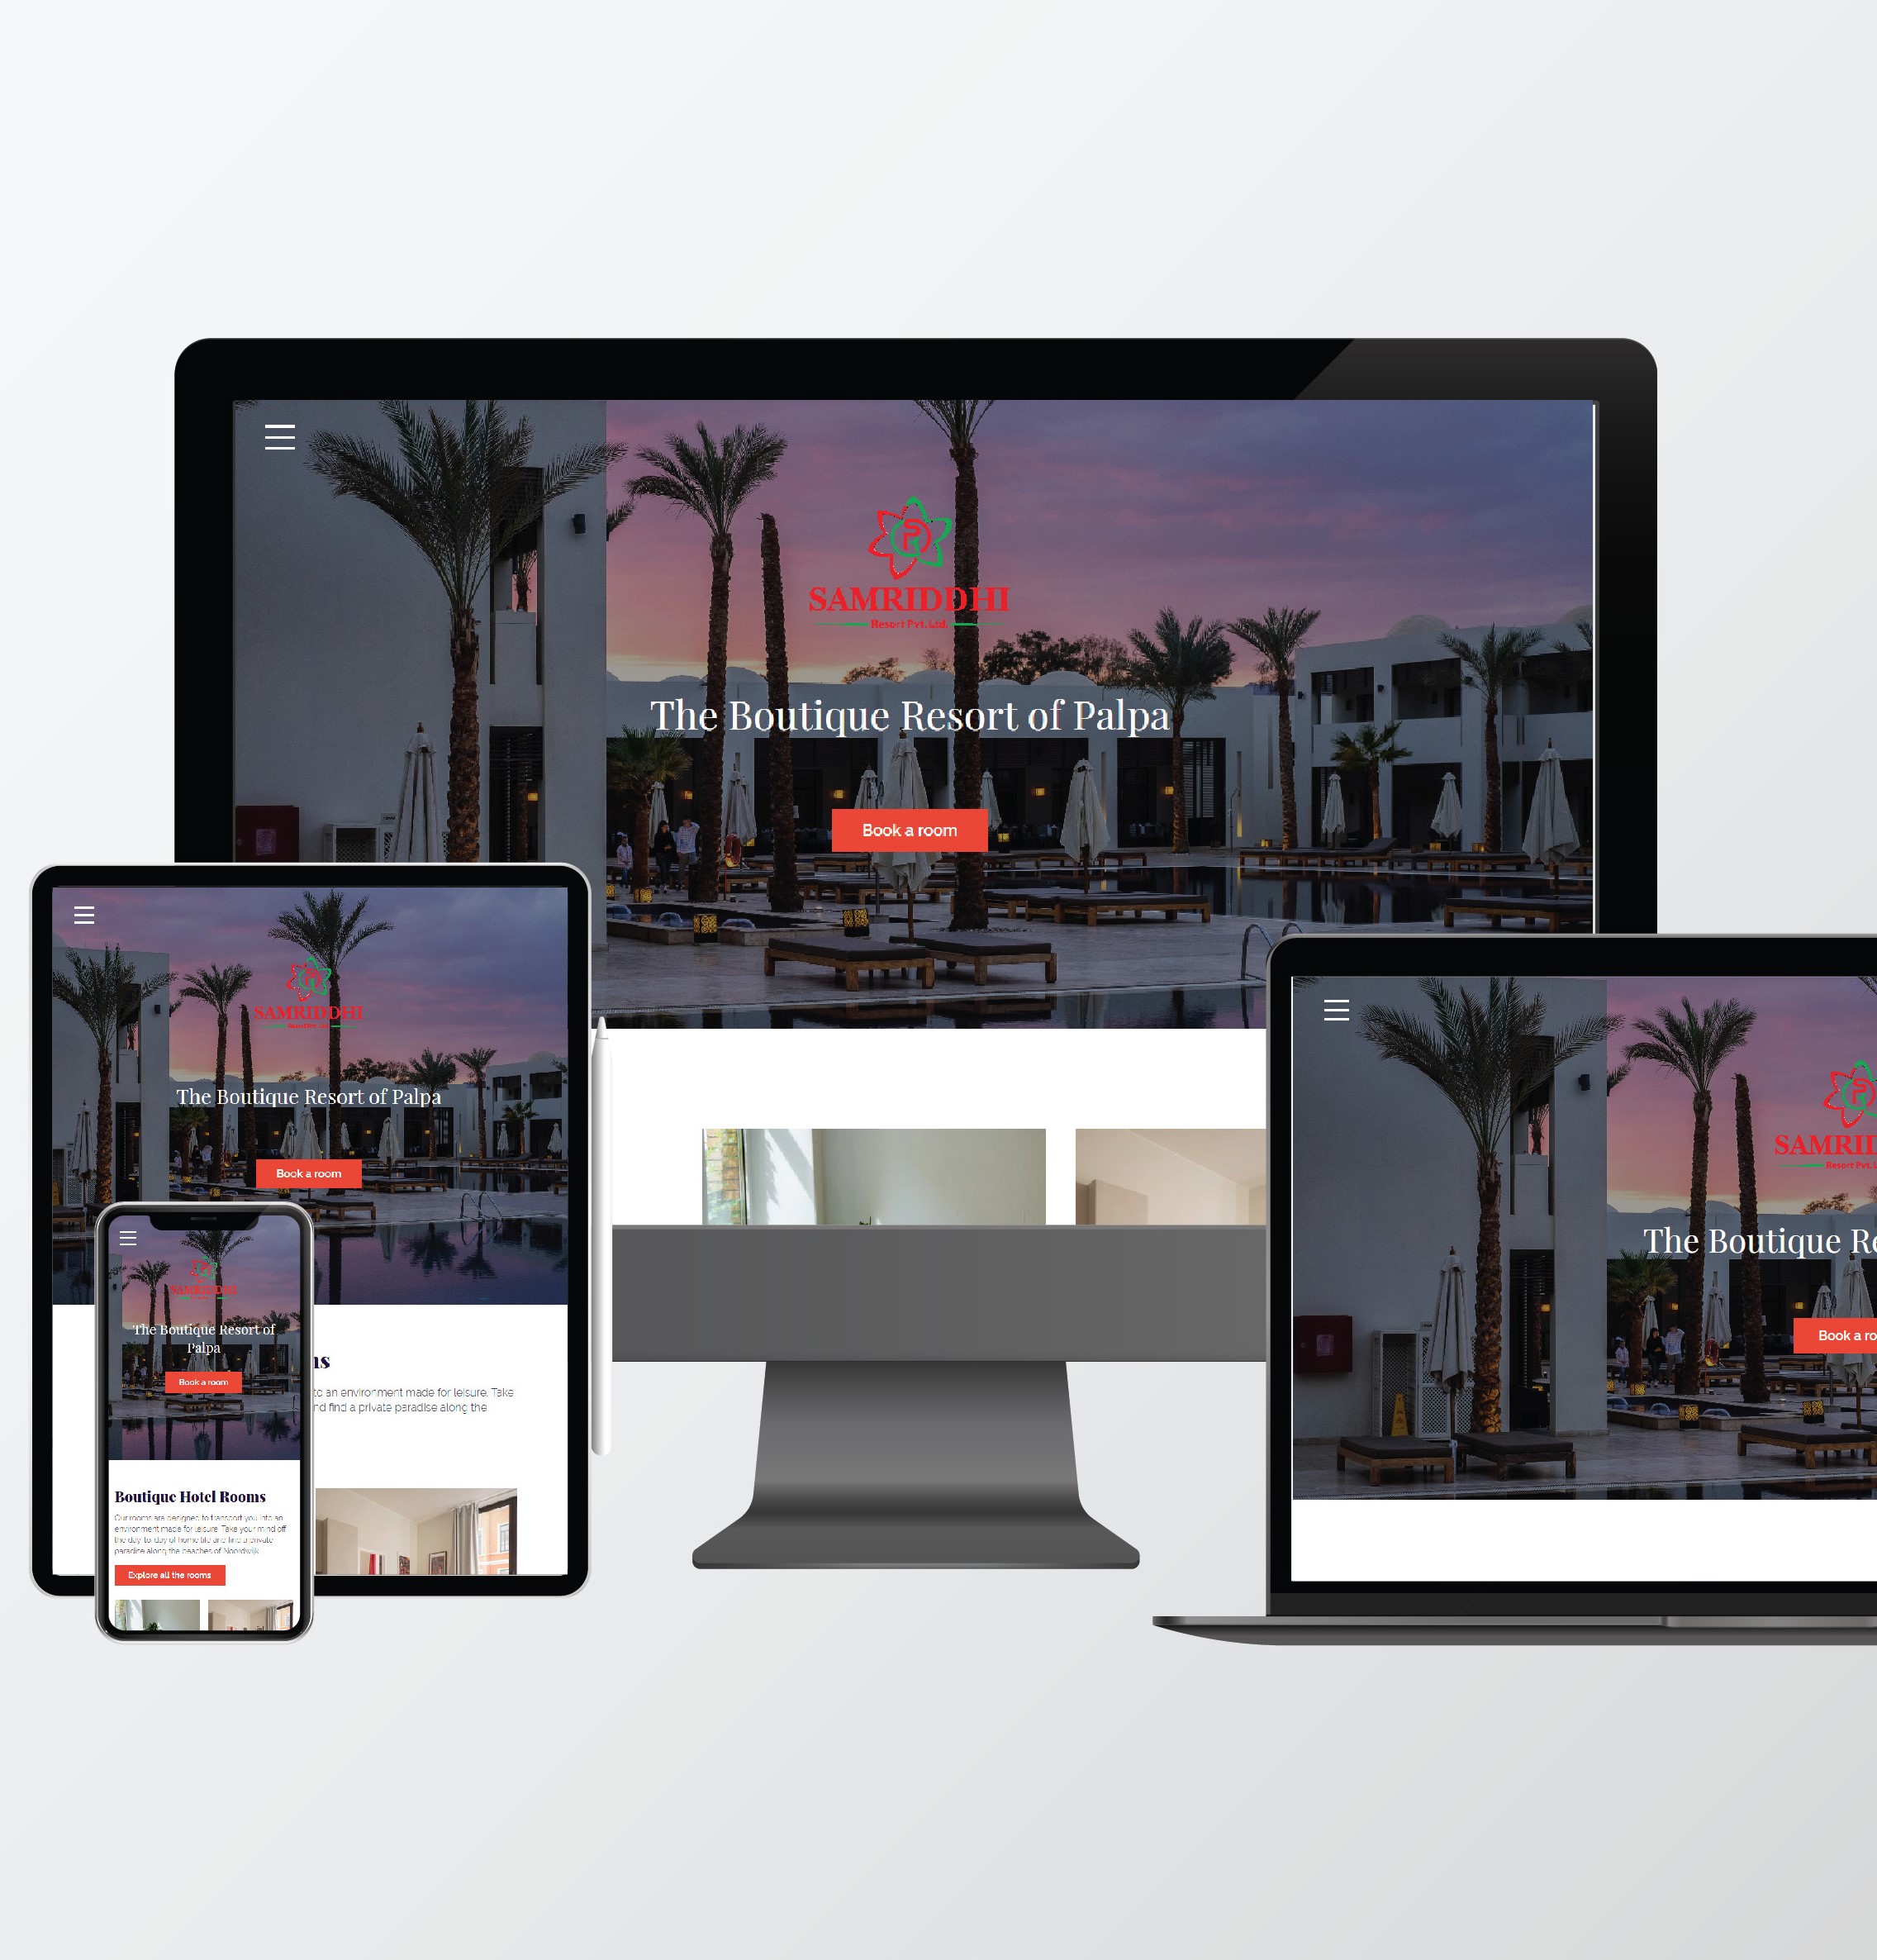 SAMRIDDHI
Resort Pvt. Ltd.
The Boutique Resort of Palpa
Book a room
SAMRIDDHI
Resort Pvt. Ltd.
The Boutique Resort of Palpa
Book a room
ns
to an environment made for leisure. Take
nd find a private paradise along the
SAMRIDDHI
The Boutique Resort of
Palpa
Book a room
Boutique Hotel Rooms
Our rooms are designed to transport you into an
environment made for leisure. Take your mind off
the day-to-day of home life and find a private
paradise along the beaches of Noordwijk.
Explore all the rooms
SAMRID
Resort Pvt. L
The Boutique Re
Book a ro